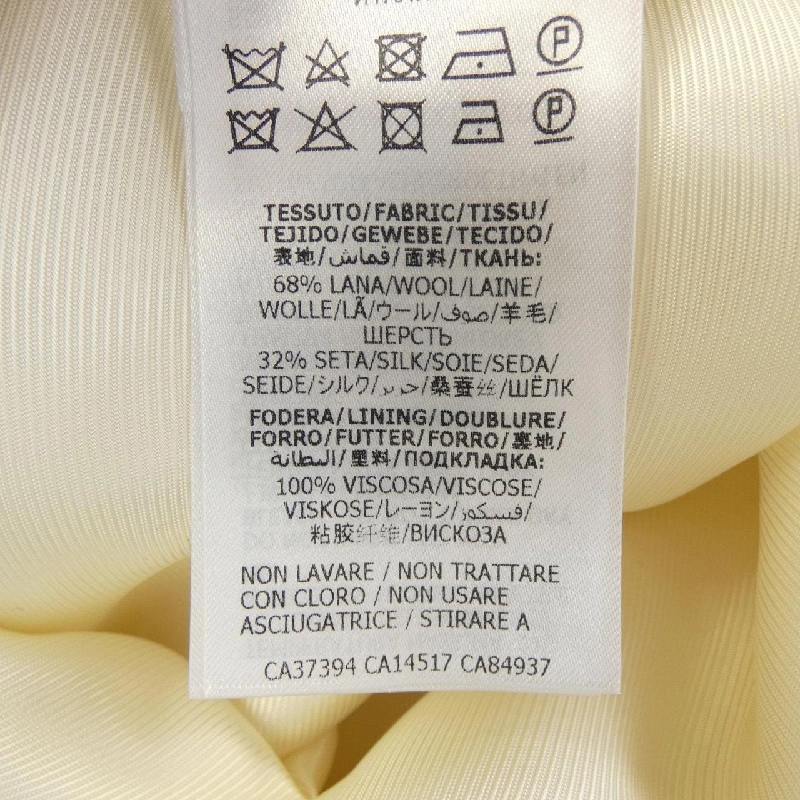 P
P
TESSUTO/FABRIC/TISSU/
TEJIDO/GEWEBE/TECIDO/
表地/قماش/面料/ТКАНЬ:
68% LANA/WOOL/LAINE/
WOLLE/LÃ/ウール/صوف/羊毛/
ШЕРСТЬ
32% SETA/SILK/SOIE/SEDA/
SEIDE/シルク/حرير/桑蚕丝/ШЁЛК
FODERA/LINING/DOUBLURE/
FORRO/FUTTER/FORRO/裏地/
البطانة/里料/ПОДКЛАДКА:
100% VISCOSA/VISCOSE/
VISKOSE/レーヨン/فسكوز/
粘胶纤维/ВИСКОЗА
NON LAVARE / NON TRATTARE
CON CLORO / NON USARE
ASCIUGATRICE / STIRARE A
CA37394 CA14517 CA84937